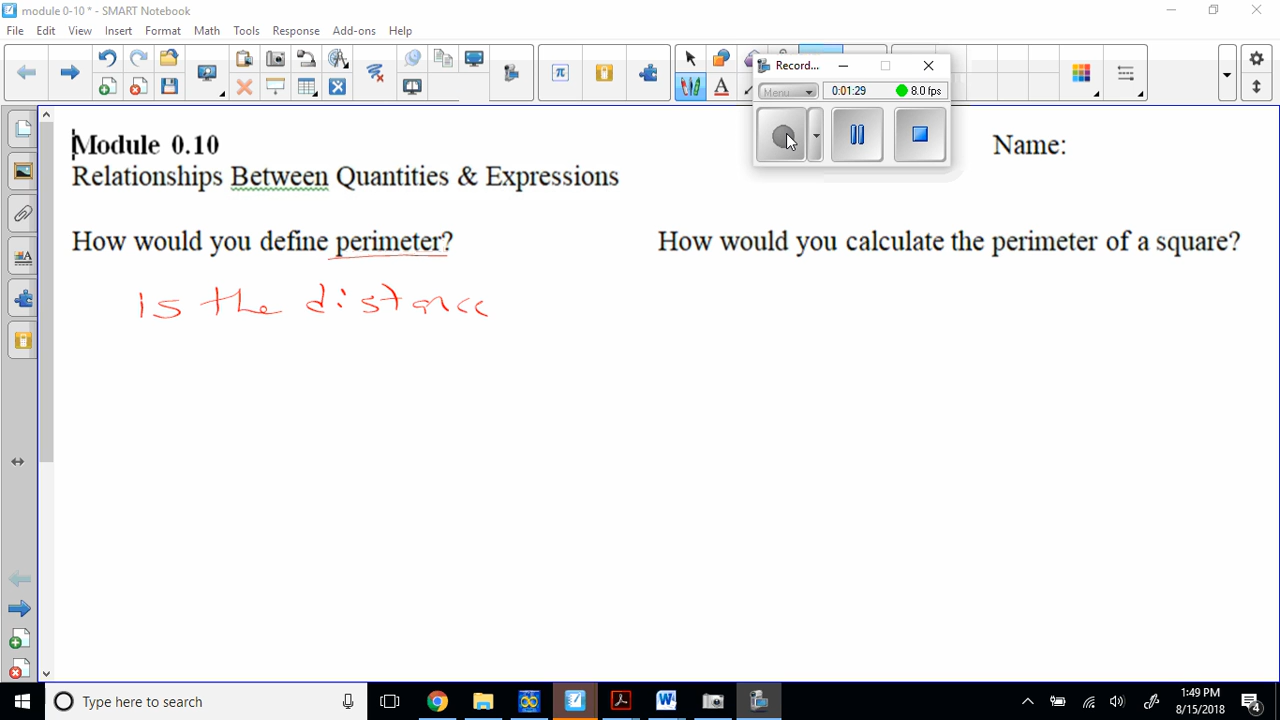 module 0-10 * - SMART Notebook
File Edit View Insert Format Math Tools Response Add-ons Help
Record...
Menu 0:01:29 8.0 fps
Module 0.10 Name:
Relationships Between Quantities & Expressions
How would you define perimeter? How would you calculate the perimeter of a square?
is the distance
Type here to search
1:49 PM
8/15/2018
4